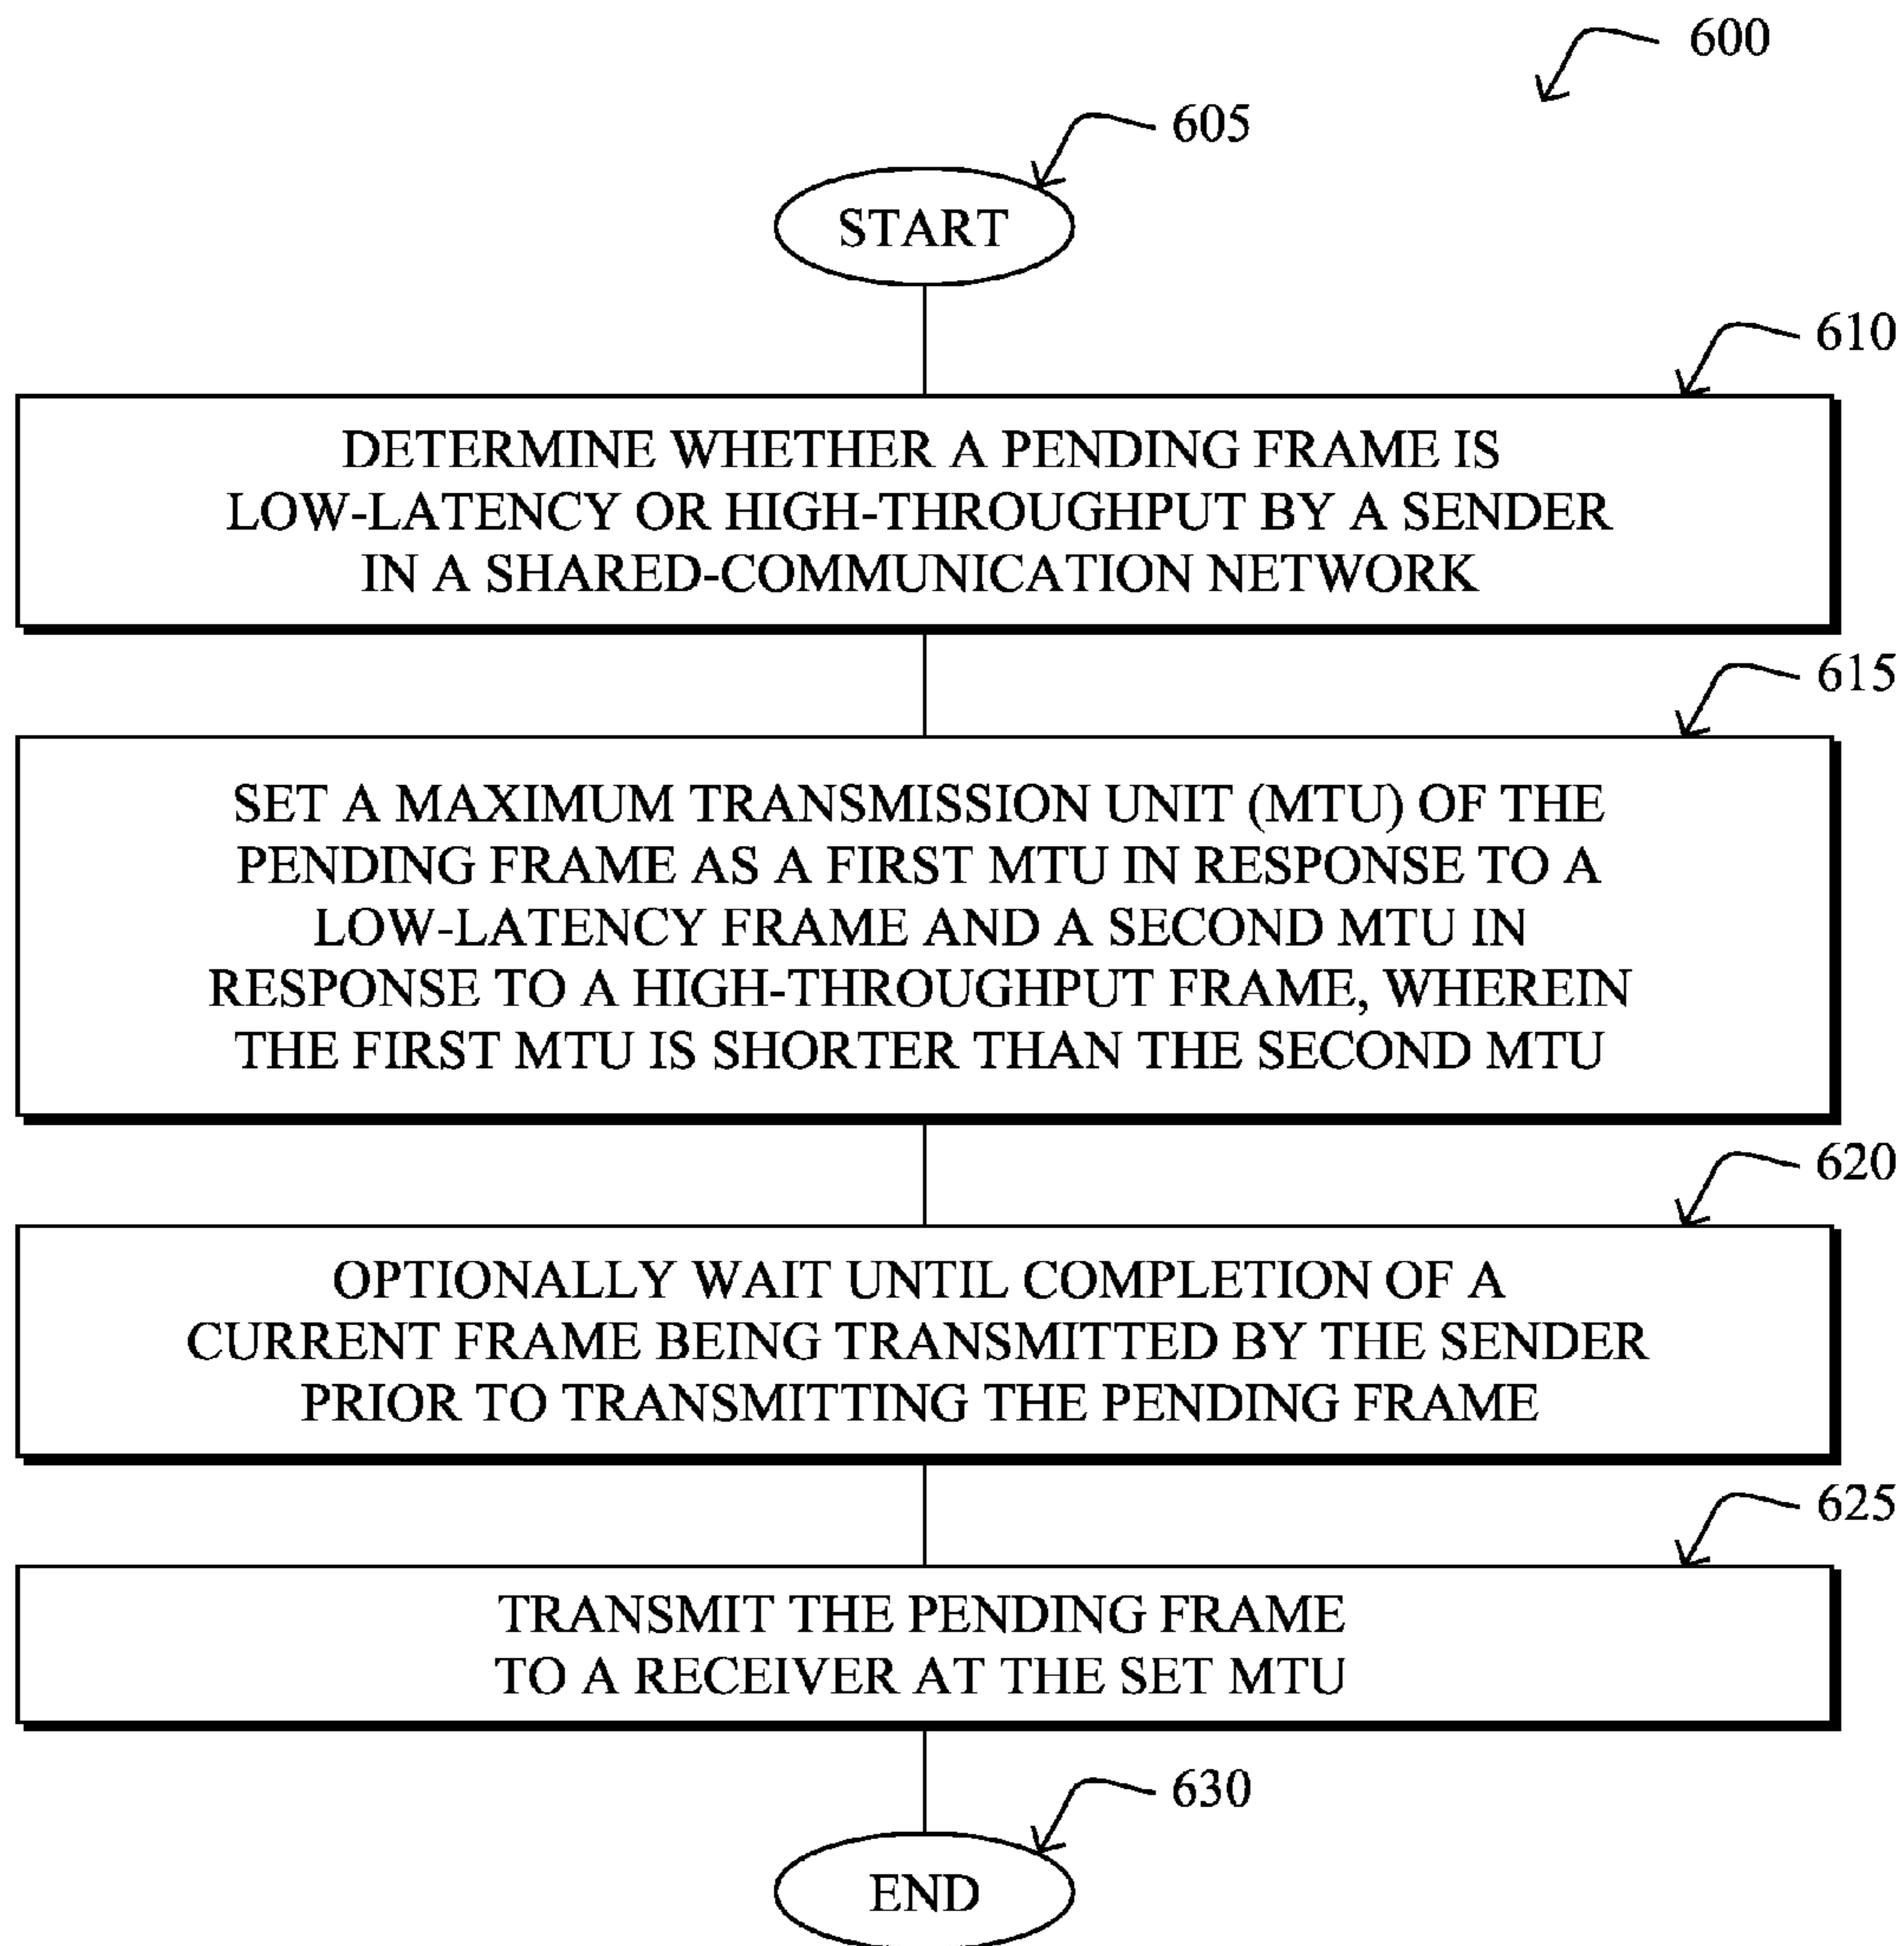 600
605
START
610
DETERMINE WHETHER A PENDING FRAME IS
LOW-LATENCY OR HIGH-THROUGHPUT BY A SENDER
IN A SHARED-COMMUNICATION NETWORK
615
SET A MAXIMUM TRANSMISSION UNIT (MTU) OF THE
PENDING FRAME AS A FIRST MTU IN RESPONSE TO A
LOW-LATENCY FRAME AND A SECOND MTU IN
RESPONSE TO A HIGH-THROUGHPUT FRAME, WHEREIN
THE FIRST MTU IS SHORTER THAN THE SECOND MTU
620
OPTIONALLY WAIT UNTIL COMPLETION OF A
CURRENT FRAME BEING TRANSMITTED BY THE SENDER
PRIOR TO TRANSMITTING THE PENDING FRAME
625
TRANSMIT THE PENDING FRAME
TO A RECEIVER AT THE SET MTU
630
END